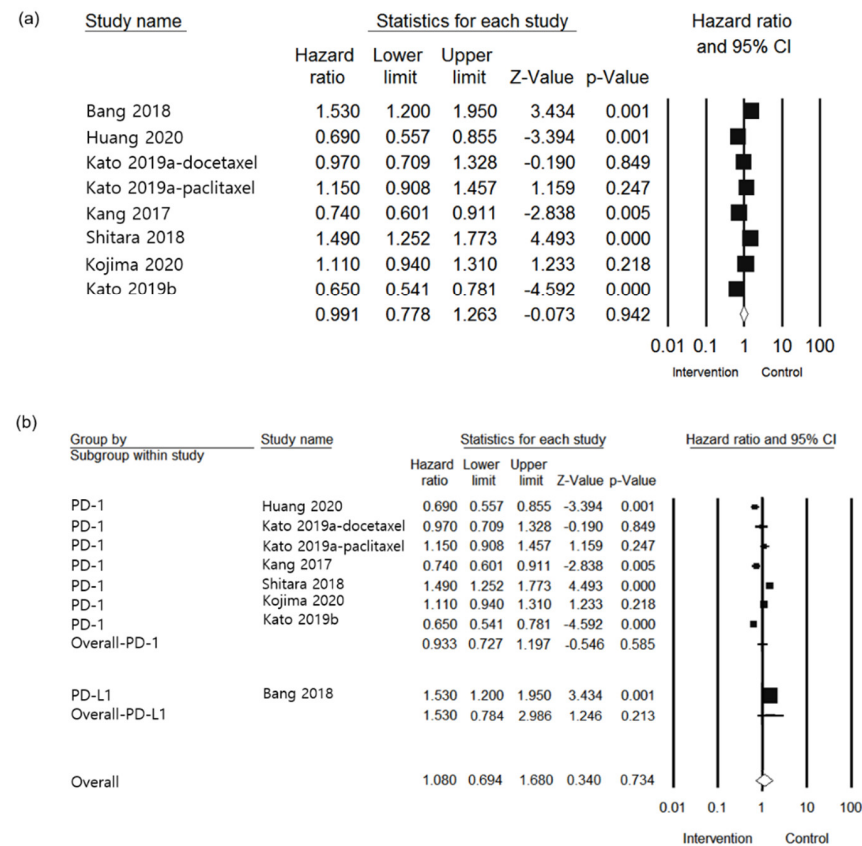 (a)
Study name Statistics for each study Hazard ratio
and 95% CI
Hazard Lower Upper
ratio limit limit Z-Value p-Value
Bang 2018 1.530 1.200 1.950 3.434 0.001
Huang 2020 0.690 0.557 0.855 -3.394 0.001
Kato 2019a-docetaxel 0.970 0.709 1.328 -0.190 0.849
Kato 2019a-paclitaxel 1.150 0.908 1.457 1.159 0.247
Kang 2017 0.740 0.601 0.911 -2.838 0.005
Shitara 2018 1.490 1.252 1.773 4.493 0.000
Kojima 2020 1.110 0.940 1.310 1.233 0.218
Kato 2019b 0.650 0.541 0.781 -4.592 0.000
0.991 0.778 1.263 -0.073 0.942
0.01 0.1 1 10 100
Intervention Control
(b)
Group by Study name Statistics for each study Hazard ratio and 95% CI
Subgroup within study
Hazard Lower Upper
ratio limit limit Z-Value p-Value
PD-1 Huang 2020 0.690 0.557 0.855 -3.394 0.001
PD-1 Kato 2019a-docetaxel 0.970 0.709 1.328 -0.190 0.849
PD-1 Kato 2019a-paclitaxel 1.150 0.908 1.457 1.159 0.247
PD-1 Kang 2017 0.740 0.601 0.911 -2.838 0.005
PD-1 Shitara 2018 1.490 1.252 1.773 4.493 0.000
PD-1 Kojima 2020 1.110 0.940 1.310 1.233 0.218
PD-1 Kato 2019b 0.650 0.541 0.781 -4.592 0.000
Overall-PD-1 0.933 0.727 1.197 -0.546 0.585
PD-L1 Bang 2018 1.530 1.200 1.950 3.434 0.001
Overall-PD-L1 1.530 0.784 2.986 1.246 0.213
Overall 1.080 0.694 1.680 0.340 0.734
0.01 0.1 1 10 100
Intervention Control